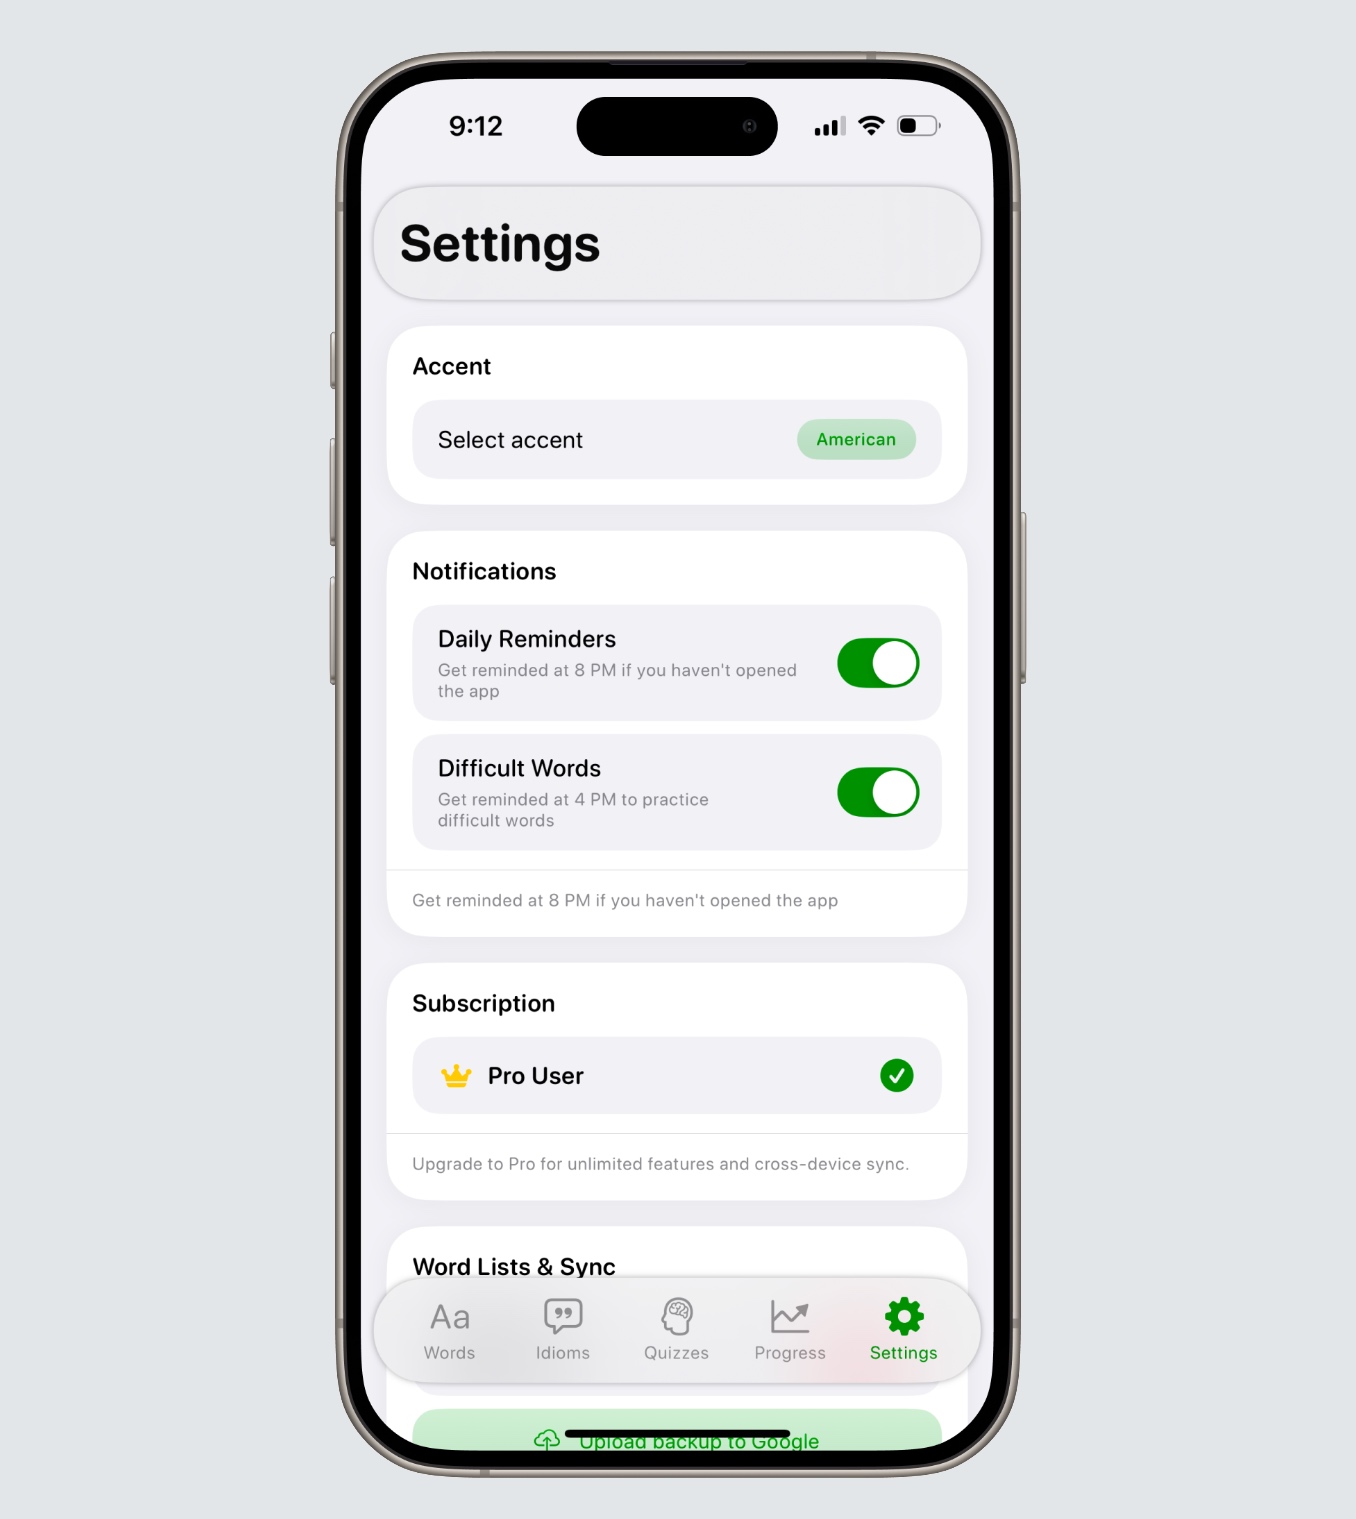 9:12
Settings
Accent
Select accent
American
Notifications
Daily Reminders
Get reminded at 8 PM if you haven't opened
the app
Difficult Words
Get reminded at 4 PM to practice
difficult words
Get reminded at 8 PM if you haven't opened the app
Subscription
Pro User
Upgrade to Pro for unlimited features and cross-device sync.
Word Lists & Sync
Aa
Words
Idioms
Quizzes
Progress
Settings
Upload backup to Google